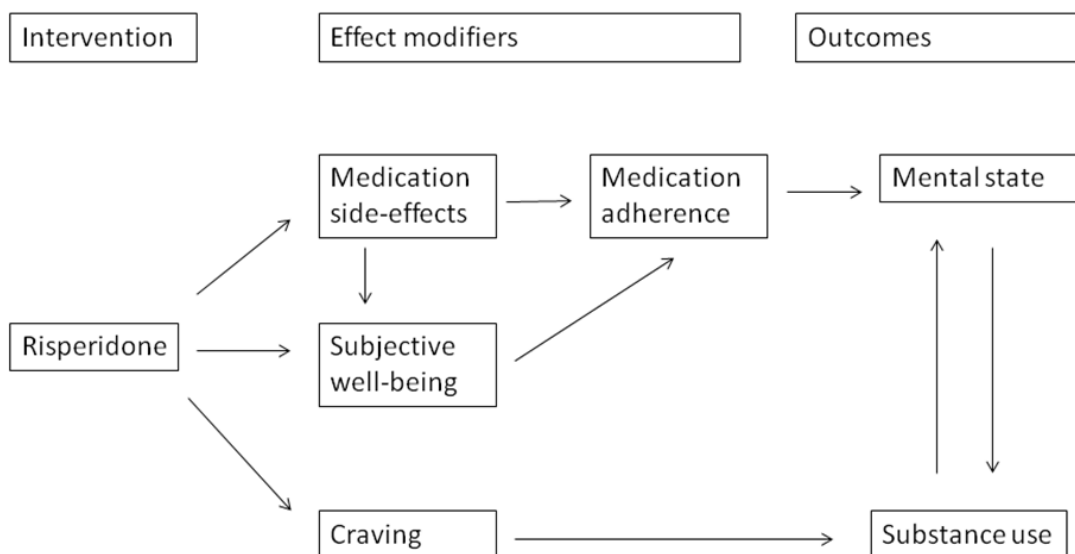 Intervention
Effect modifiers
Outcomes
Medication
side-effects
Medication
adherence
Mental state
Risperidone
Subjective
well-being
Craving
Substance use